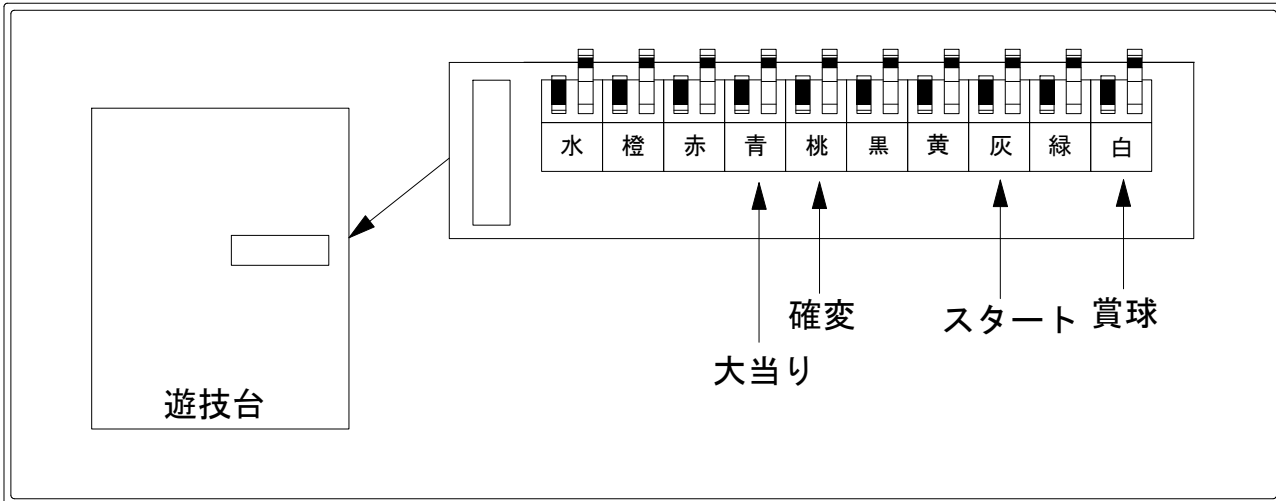 水 橙 赤 青 桃 黒 黄 灰 緑 白
確変
スタート
賞球
大当り
遊技台